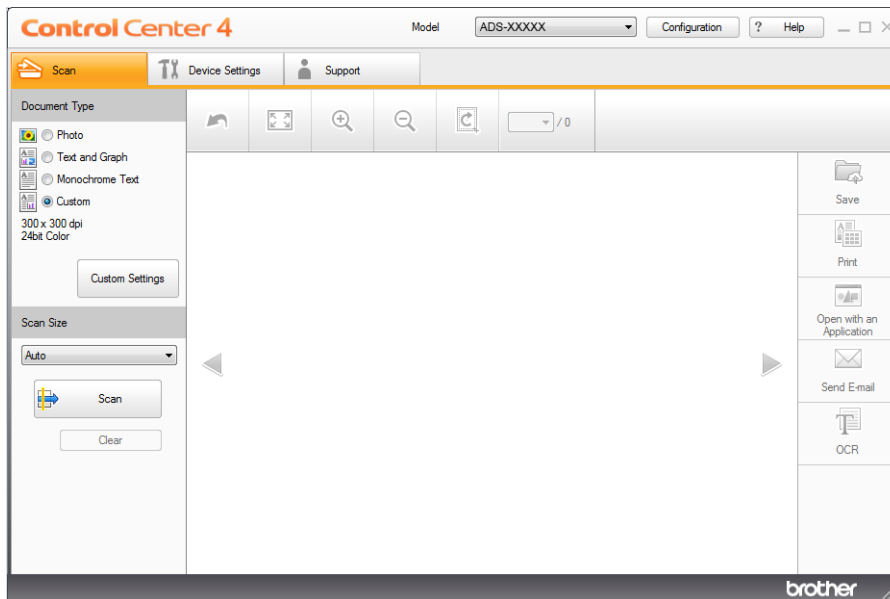 Control Center 4
Model
ADS-XXXXX
Configuration
? Help
Scan
Device Settings
Support
Document Type
Photo
Text and Graph
Monochrome Text
Custom
300 x 300 dpi
24bit Color
Custom Settings
Scan Size
Auto
Scan
Clear
/ 0
Save
Print
Open with an
Application
Send E-mail
OCR
brother